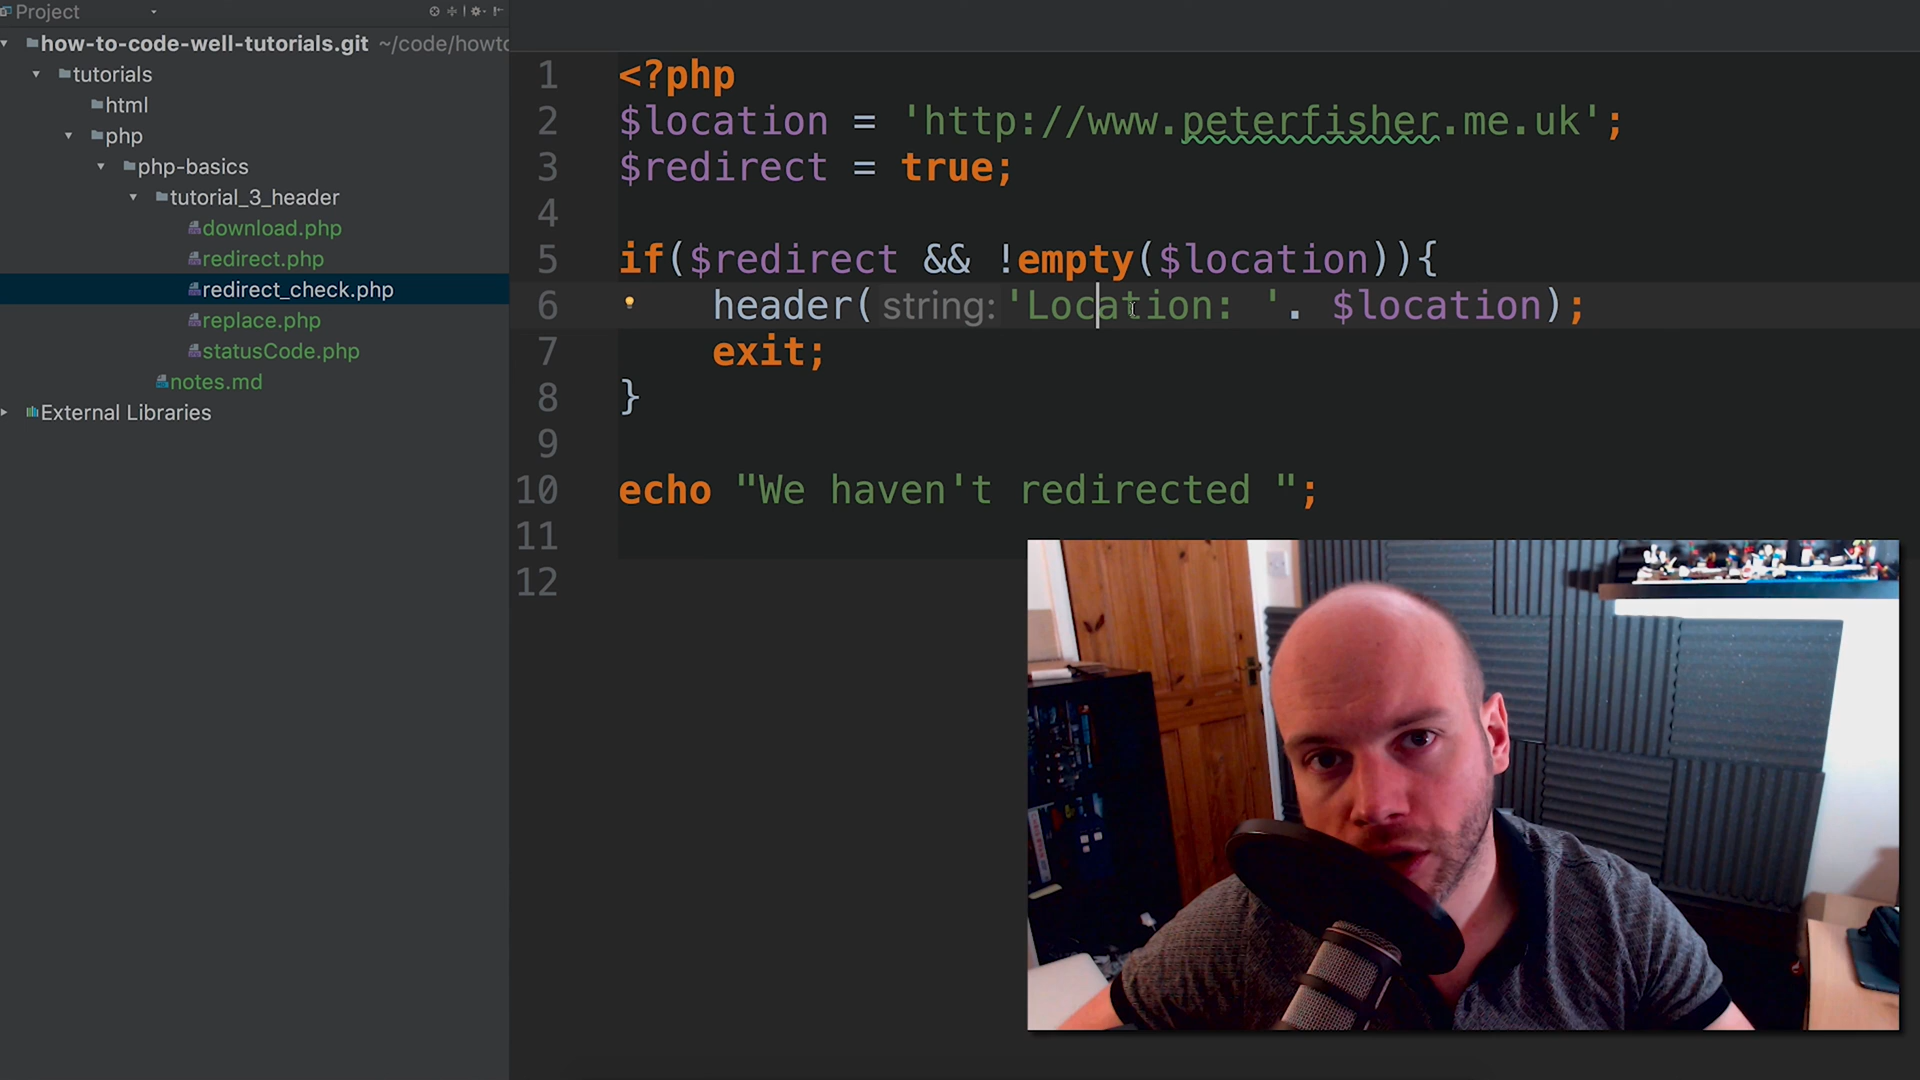 Project
how-to-code-well-tutorials.git ~/code/howto
tutorials
html
php
php-basics
tutorial_3_header
download.php
redirect.php
redirect_check.php
replace.php
statusCode.php
notes.md
External Libraries
1 <?php
2 $location = 'http://www.peterfisher.me.uk';
3 $redirect = true;
4
5 if($redirect && !empty($location)){
6 header( string: 'Location: '. $location);
7 exit;
8 }
9
10 echo "We haven't redirected ";
11
12